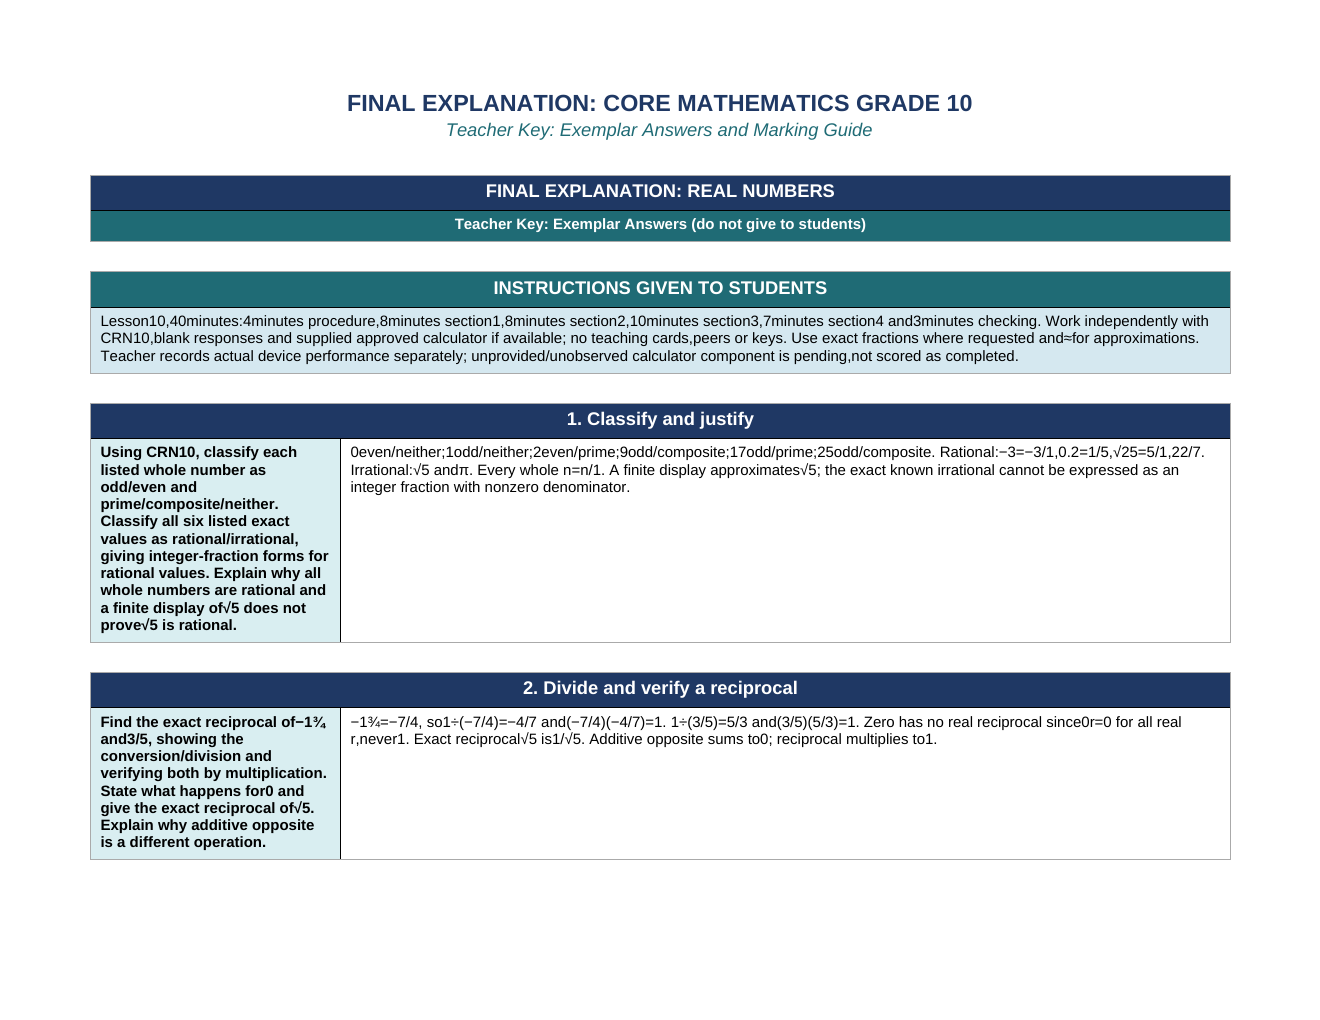 FINAL EXPLANATION: CORE MATHEMATICS GRADE 10
Teacher Key: Exemplar Answers and Marking Guide
FINAL EXPLANATION: REAL NUMBERS
Teacher Key: Exemplar Answers (do not give to students)
INSTRUCTIONS GIVEN TO STUDENTS
Lesson10,40minutes:4minutes procedure,8minutes section1,8minutes section2,10minutes section3,7minutes section4 and3minutes checking. Work independently with
CRN10,blank responses and supplied approved calculator if available; no teaching cards,peers or keys. Use exact fractions where requested and≈for approximations.
Teacher records actual device performance separately; unprovided/unobserved calculator component is pending,not scored as completed.
1. Classify and justify
Using CRN10, classify each
listed whole number as
odd/even and
prime/composite/neither.
Classify all six listed exact
values as rational/irrational,
giving integer-fraction forms for
rational values. Explain why all
whole numbers are rational and
a finite display of√5 does not
prove√5 is rational.
0even/neither;1odd/neither;2even/prime;9odd/composite;17odd/prime;25odd/composite. Rational:−3=−3/1,0.2=1/5,√25=5/1,22/7.
Irrational:√5 andπ. Every whole n=n/1. A finite display approximates√5; the exact known irrational cannot be expressed as an
integer fraction with nonzero denominator.
2. Divide and verify a reciprocal
Find the exact reciprocal of−1¾
and3/5, showing the
conversion/division and
verifying both by multiplication.
State what happens for0 and
give the exact reciprocal of√5.
Explain why additive opposite
is a different operation.
−1¾=−7/4, so1÷(−7/4)=−4/7 and(−7/4)(−4/7)=1. 1÷(3/5)=5/3 and(3/5)(5/3)=1. Zero has no real reciprocal since0r=0 for all real
r,never1. Exact reciprocal√5 is1/√5. Additive opposite sums to0; reciprocal multiplies to1.